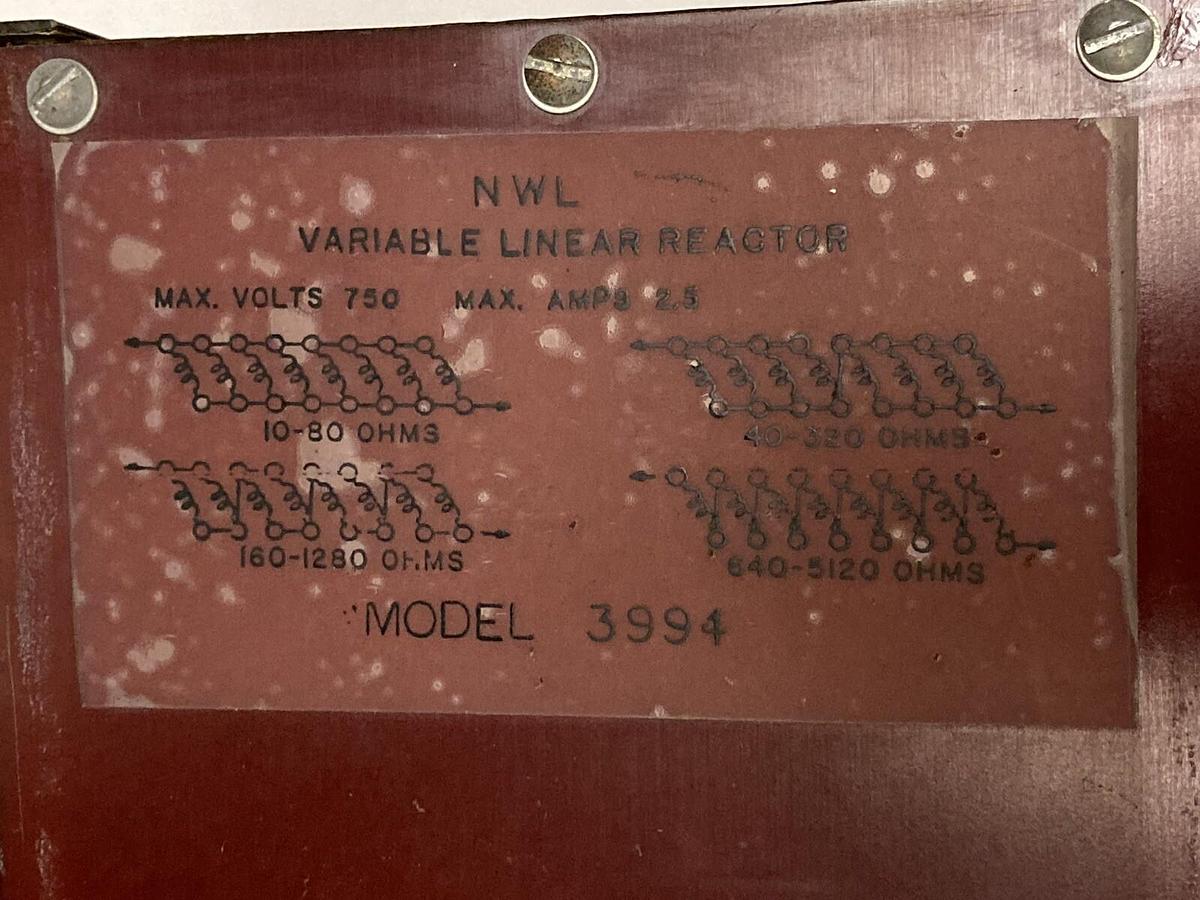 NWL
VARIABLE LINEAR REACTOR
MAX. VOLTS 750 MAX. AMPS 2.5
10-80 OHMS
40-320 OHMS
160-1280 OHMS
640-5120 OHMS
MODEL 3994